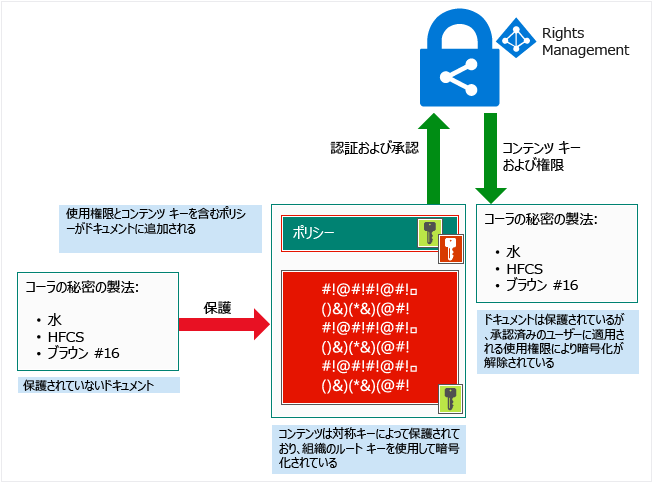 Rights
Management
認証および承認
コンテンツ キー
および権限
使用権限とコンテンツ キーを含むポリシ
ーがドキュメントに追加される
ポリシー
コーラの秘密の製法:
• 水
• HFCS
• ブラウン #16
コーラの秘密の製法:
• 水
• HFCS
• ブラウン #16
保護
#!@#!#!@#!。
()&)(*&)(@#!
#!@#!#!@#!。
()&)(*&)(@#!
#!@#!#!@#!。
()&)(*&)(@#!
保護されていないドキュメント
ドキュメントは保護されているが
、承認済みのユーザーに適用さ
れる使用権限により暗号化が
解除されている
コンテンツは対称キーによって保護されて
おり、組織のルート キーを使用して暗号
化されている